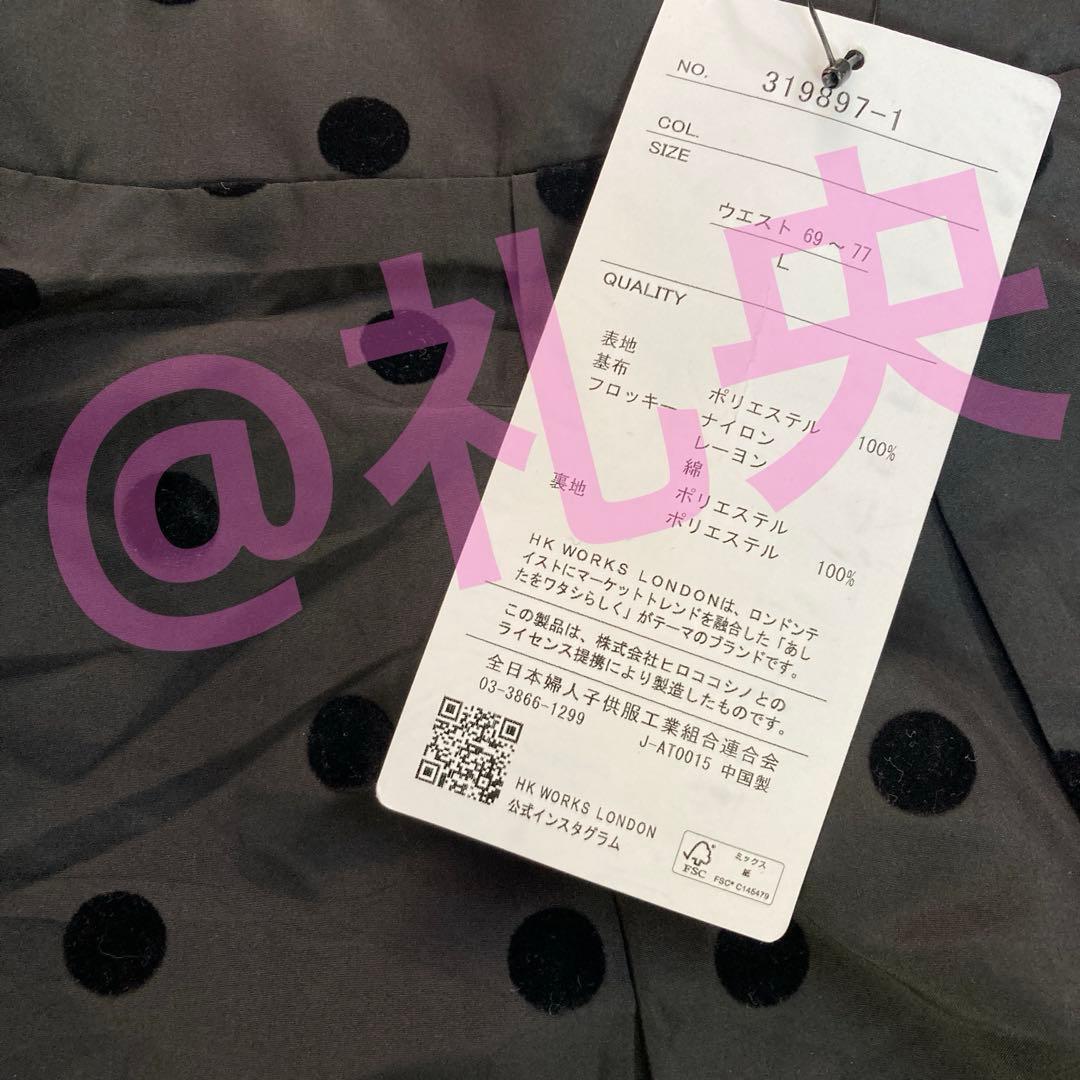 NO. 319897-1
COL.
SIZE
ウエスト 69 ～ 77
L
QUALITY
表地
基布 ポリエステル 100%
フロッキー ナイロン
レーヨン
綿
ポリエステル
裏地 ポリエステル 100%
HK WORKS LONDONは、ロンドンテ
イストにマーケットトレンドを融合した「あし
たをワタシらしく」がテーマのブランドです。
この製品は、株式会社ヒロココシノとの
ライセンス提携により製造したものです。
全日本婦人子供服工業組合連合会
03-3866-1299 J-AT0015 中国製
HK WORKS LONDON
公式インスタグラム
FSC ミックス
紙
FSC® C145479
@礼央